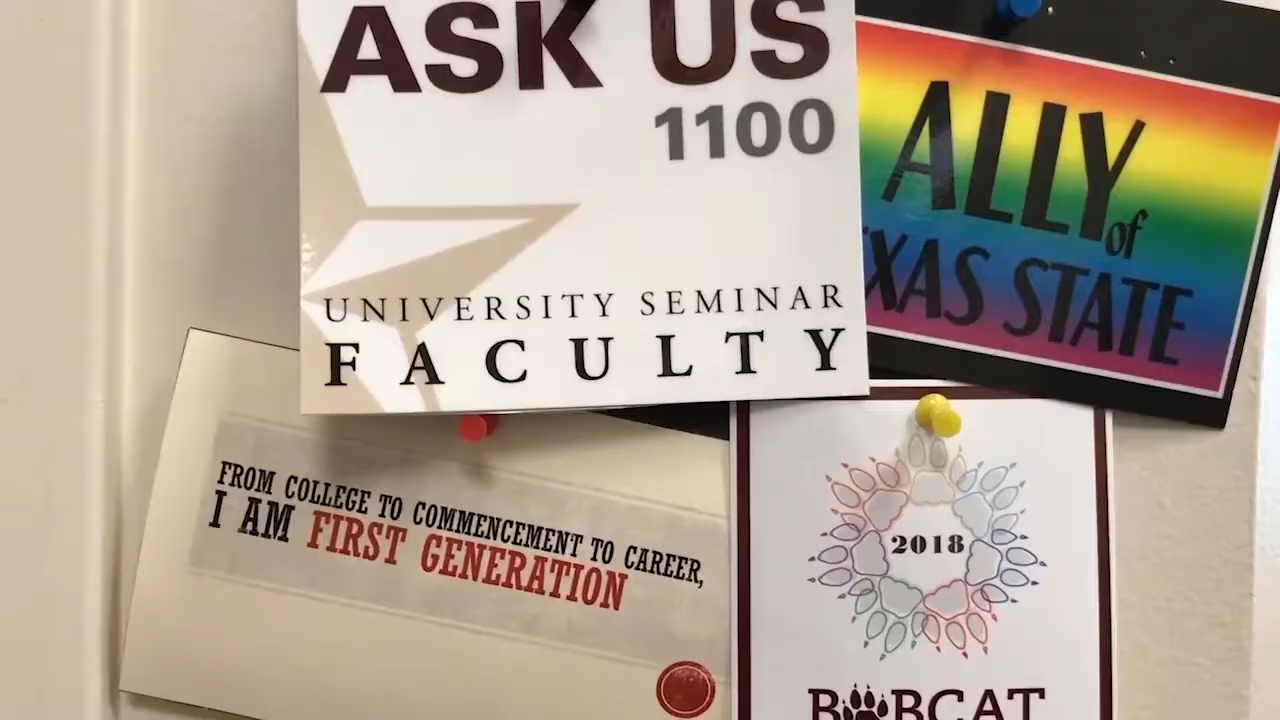 ASK US
1100
UNIVERSITY SEMINAR
FACULTY
ALLY of
XAS STATE
FROM COLLEGE TO COMMENCEMENT TO CAREER,
I AM FIRST GENERATION
2018
BOBCAT